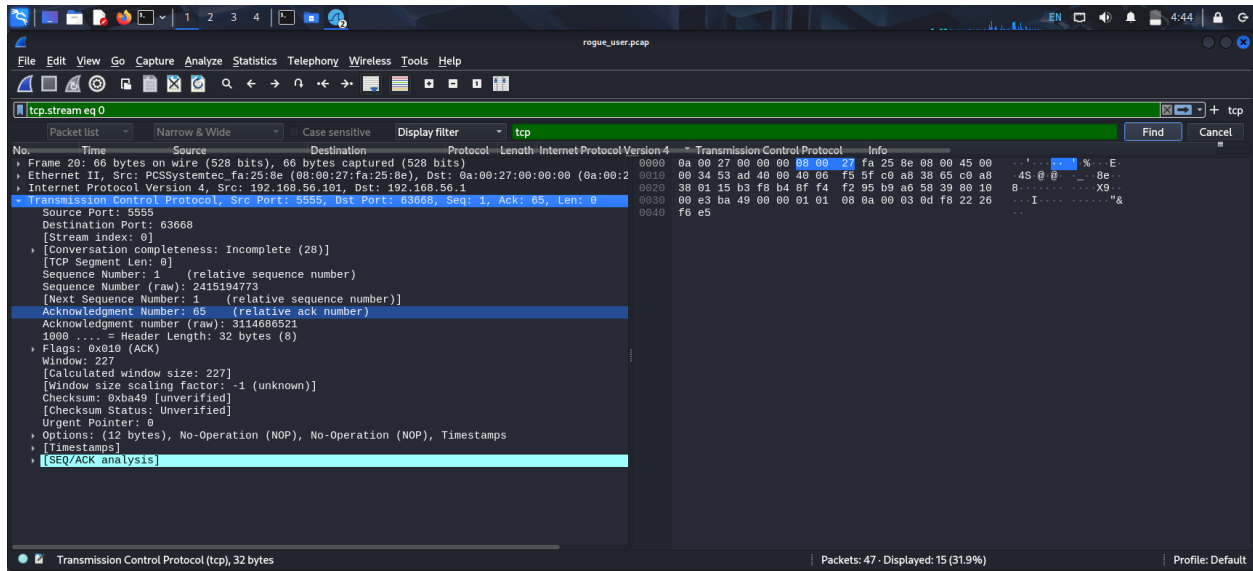 1 2 3 4 EN 4:44
rogue_user.pcap
File Edit View Go Capture Analyze Statistics Telephony Wireless Tools Help
tcp.stream eq 0 + tcp
Packet list Narrow & Wide Case sensitive Display filter tcp Find Cancel
No. Time Source Destination Protocol Length Internet Protocol Version 4 Transmission Control Protocol Info
Frame 20: 66 bytes on wire (528 bits), 66 bytes captured (528 bits)
Ethernet II, Src: PCSSystemtec_fa:25:8e (08:00:27:fa:25:8e), Dst: 0a:00:27:00:00:00 (0a:00:2
Internet Protocol Version 4, Src: 192.168.56.101, Dst: 192.168.56.1
Transmission Control Protocol, Src Port: 5555, Dst Port: 63668, Seq: 1, Ack: 65, Len: 0
Source Port: 5555
Destination Port: 63668
[Stream index: 0]
[Conversation completeness: Incomplete (28)]
[TCP Segment Len: 0]
Sequence Number: 1 (relative sequence number)
Sequence Number (raw): 2415194773
[Next Sequence Number: 1 (relative sequence number)]
Acknowledgment Number: 65 (relative ack number)
Acknowledgment number (raw): 3114686521
1000 .... = Header Length: 32 bytes (8)
Flags: 0x010 (ACK)
Window: 227
[Calculated window size: 227]
[Window size scaling factor: -1 (unknown)]
Checksum: 0xba49 [unverified]
[Checksum Status: Unverified]
Urgent Pointer: 0
Options: (12 bytes), No-Operation (NOP), No-Operation (NOP), Timestamps
[Timestamps]
[SEQ/ACK analysis]
0000 0a 00 27 00 00 00 08 00 27 fa 25 8e 08 00 45 00 ··'·····'·%···E·
0010 00 34 53 ad 40 00 40 06 f5 5f c0 a8 38 65 c0 a8 ·4S·@·@··_··8e··
0020 38 01 15 b3 f8 b4 8f f4 f2 95 b9 a6 58 39 80 10 8···········X9··
0030 00 e3 ba 49 00 00 01 01 08 0a 00 03 0d f8 22 26 ···I··········"&
0040 f6 e5 ··
Transmission Control Protocol (tcp), 32 bytes Packets: 47 · Displayed: 15 (31.9%) Profile: Default